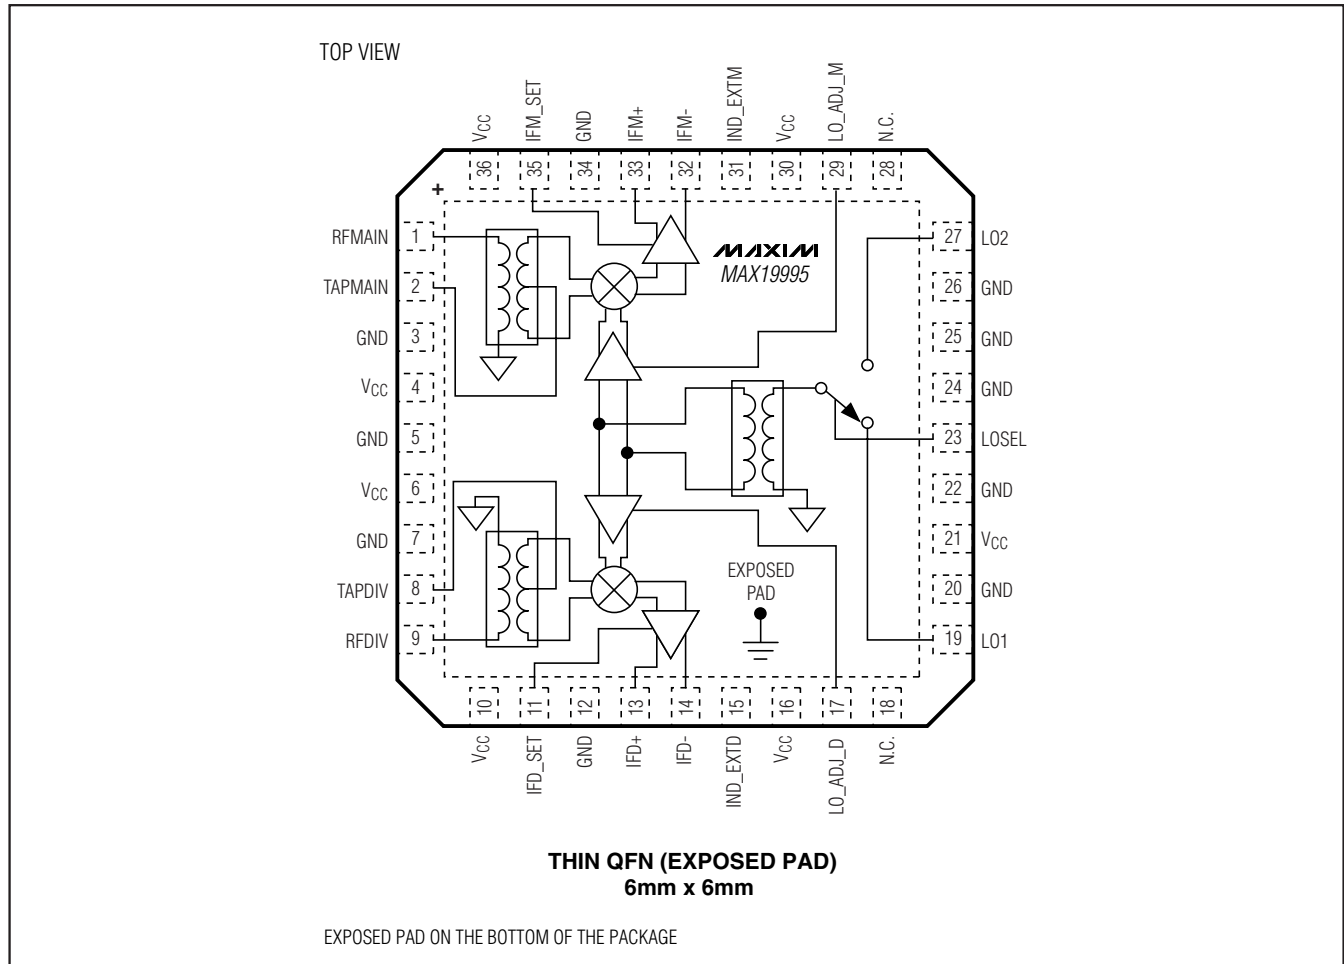 TOP VIEW
VCC
IFM_SET
GND
IFM+
IFM-
IND_EXTM
VCC
LO_ADJ_M
N.C.
36
35
34
33
32
31
30
29
28
+
RFMAIN 1
TAPMAIN 2
GND 3
VCC 4
GND 5
VCC 6
GND 7
TAPDIV 8
RFDIV 9
MAXIM
MAX19995
27 LO2
26 GND
25 GND
24 GND
23 LOSEL
22 GND
21 VCC
20 GND
19 LO1
EXPOSED
PAD
10
11
12
13
14
15
16
17
18
VCC
IFD_SET
GND
IFD+
IFD-
IND_EXTD
VCC
LO_ADJ_D
N.C.
THIN QFN (EXPOSED PAD)
6mm x 6mm
EXPOSED PAD ON THE BOTTOM OF THE PACKAGE